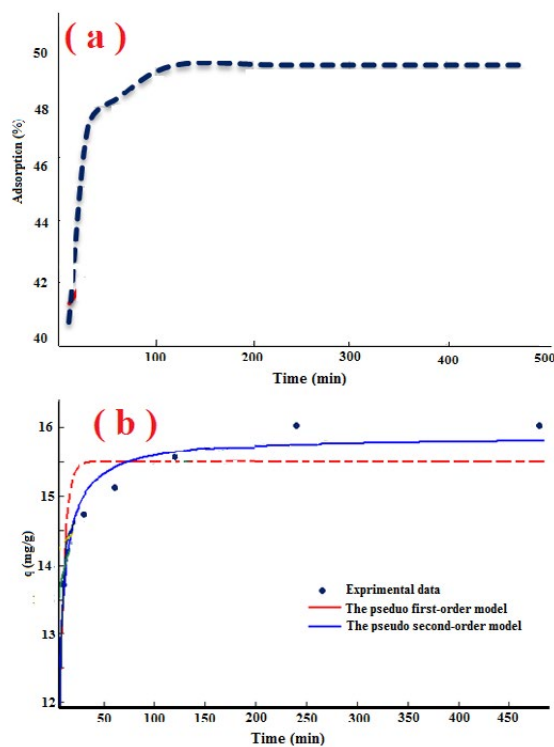 ( a )
50
48
46
44
42
40
Adsorption (%)
100
200
300
400
500
Time (min)
( b )
16
15
14
13
12
q (mg/g)
Exprimental data
The pseduo first-order model
The pseudo second-order model
50
100
150
200
250
300
350
400
450
Time (min)